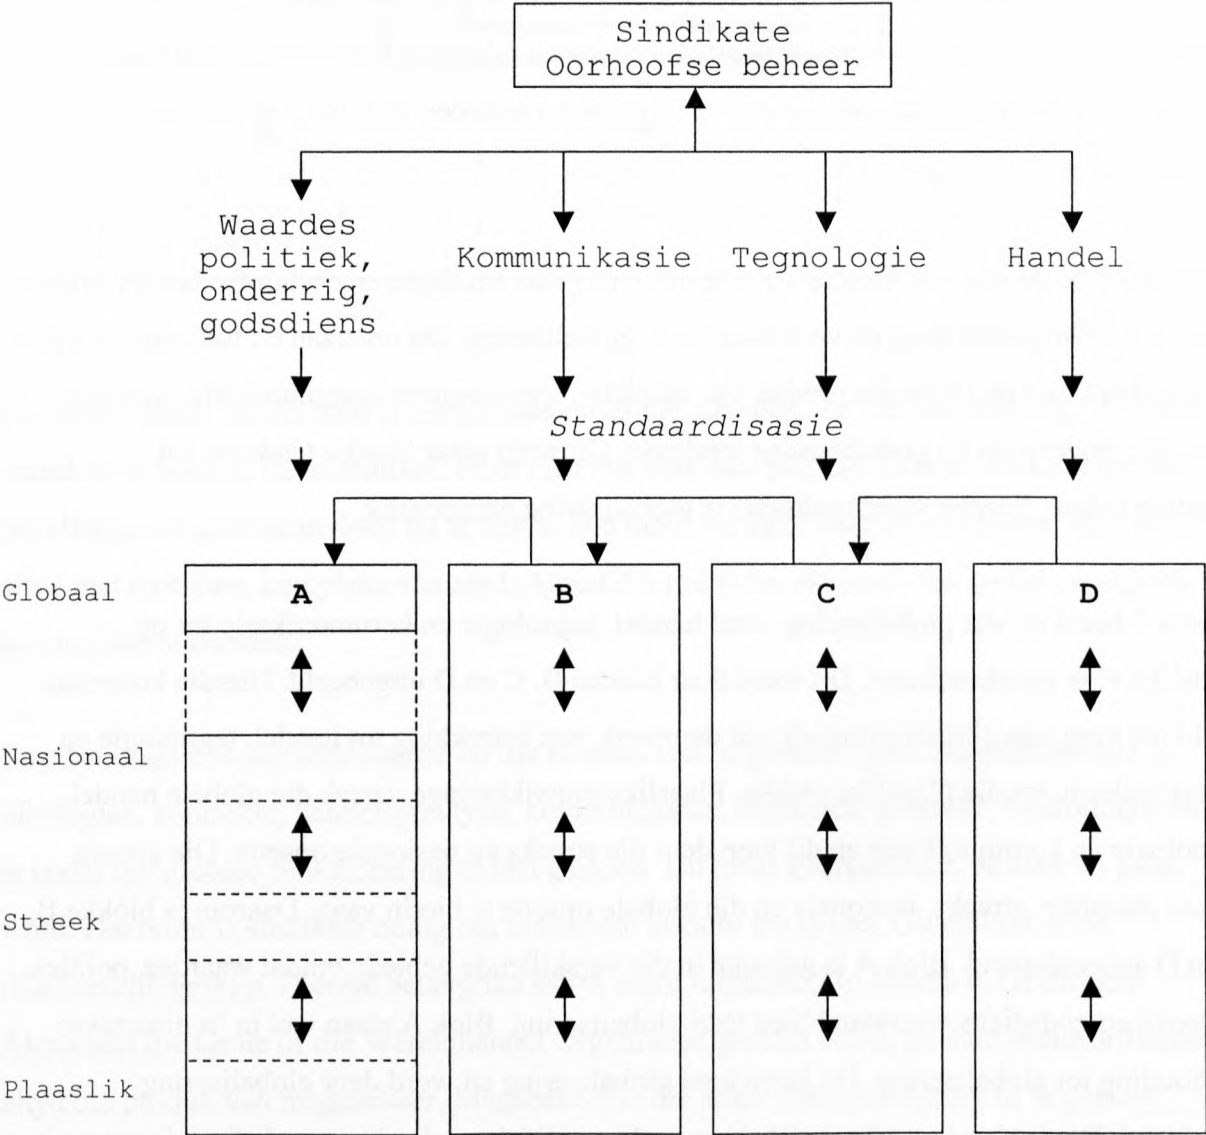 Sindikate
Oorhoofse beheer
Waardes
politiek,
onderrig,
godsdiens
Kommunikasie
Tegnologie
Handel
Standaardisasie
Globaal
A
B
C
D
Nasionaal
Streek
Plaaslik